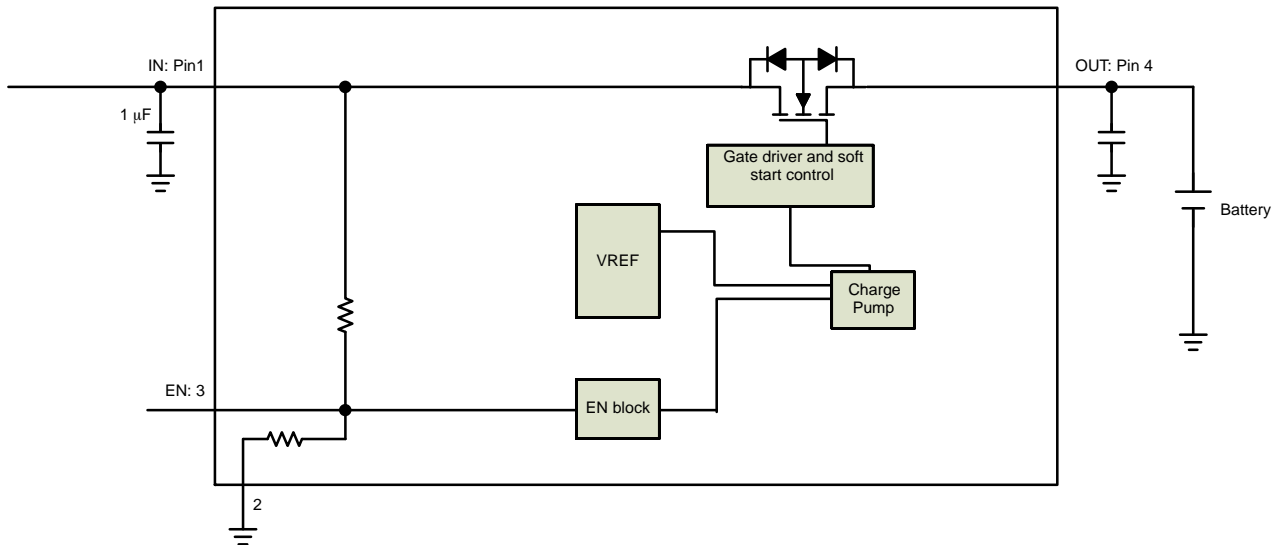 IN: Pin1
OUT: Pin 4
1 μF
Gate driver and soft
start control
Battery
VREF
Charge
Pump
EN: 3
EN block
2